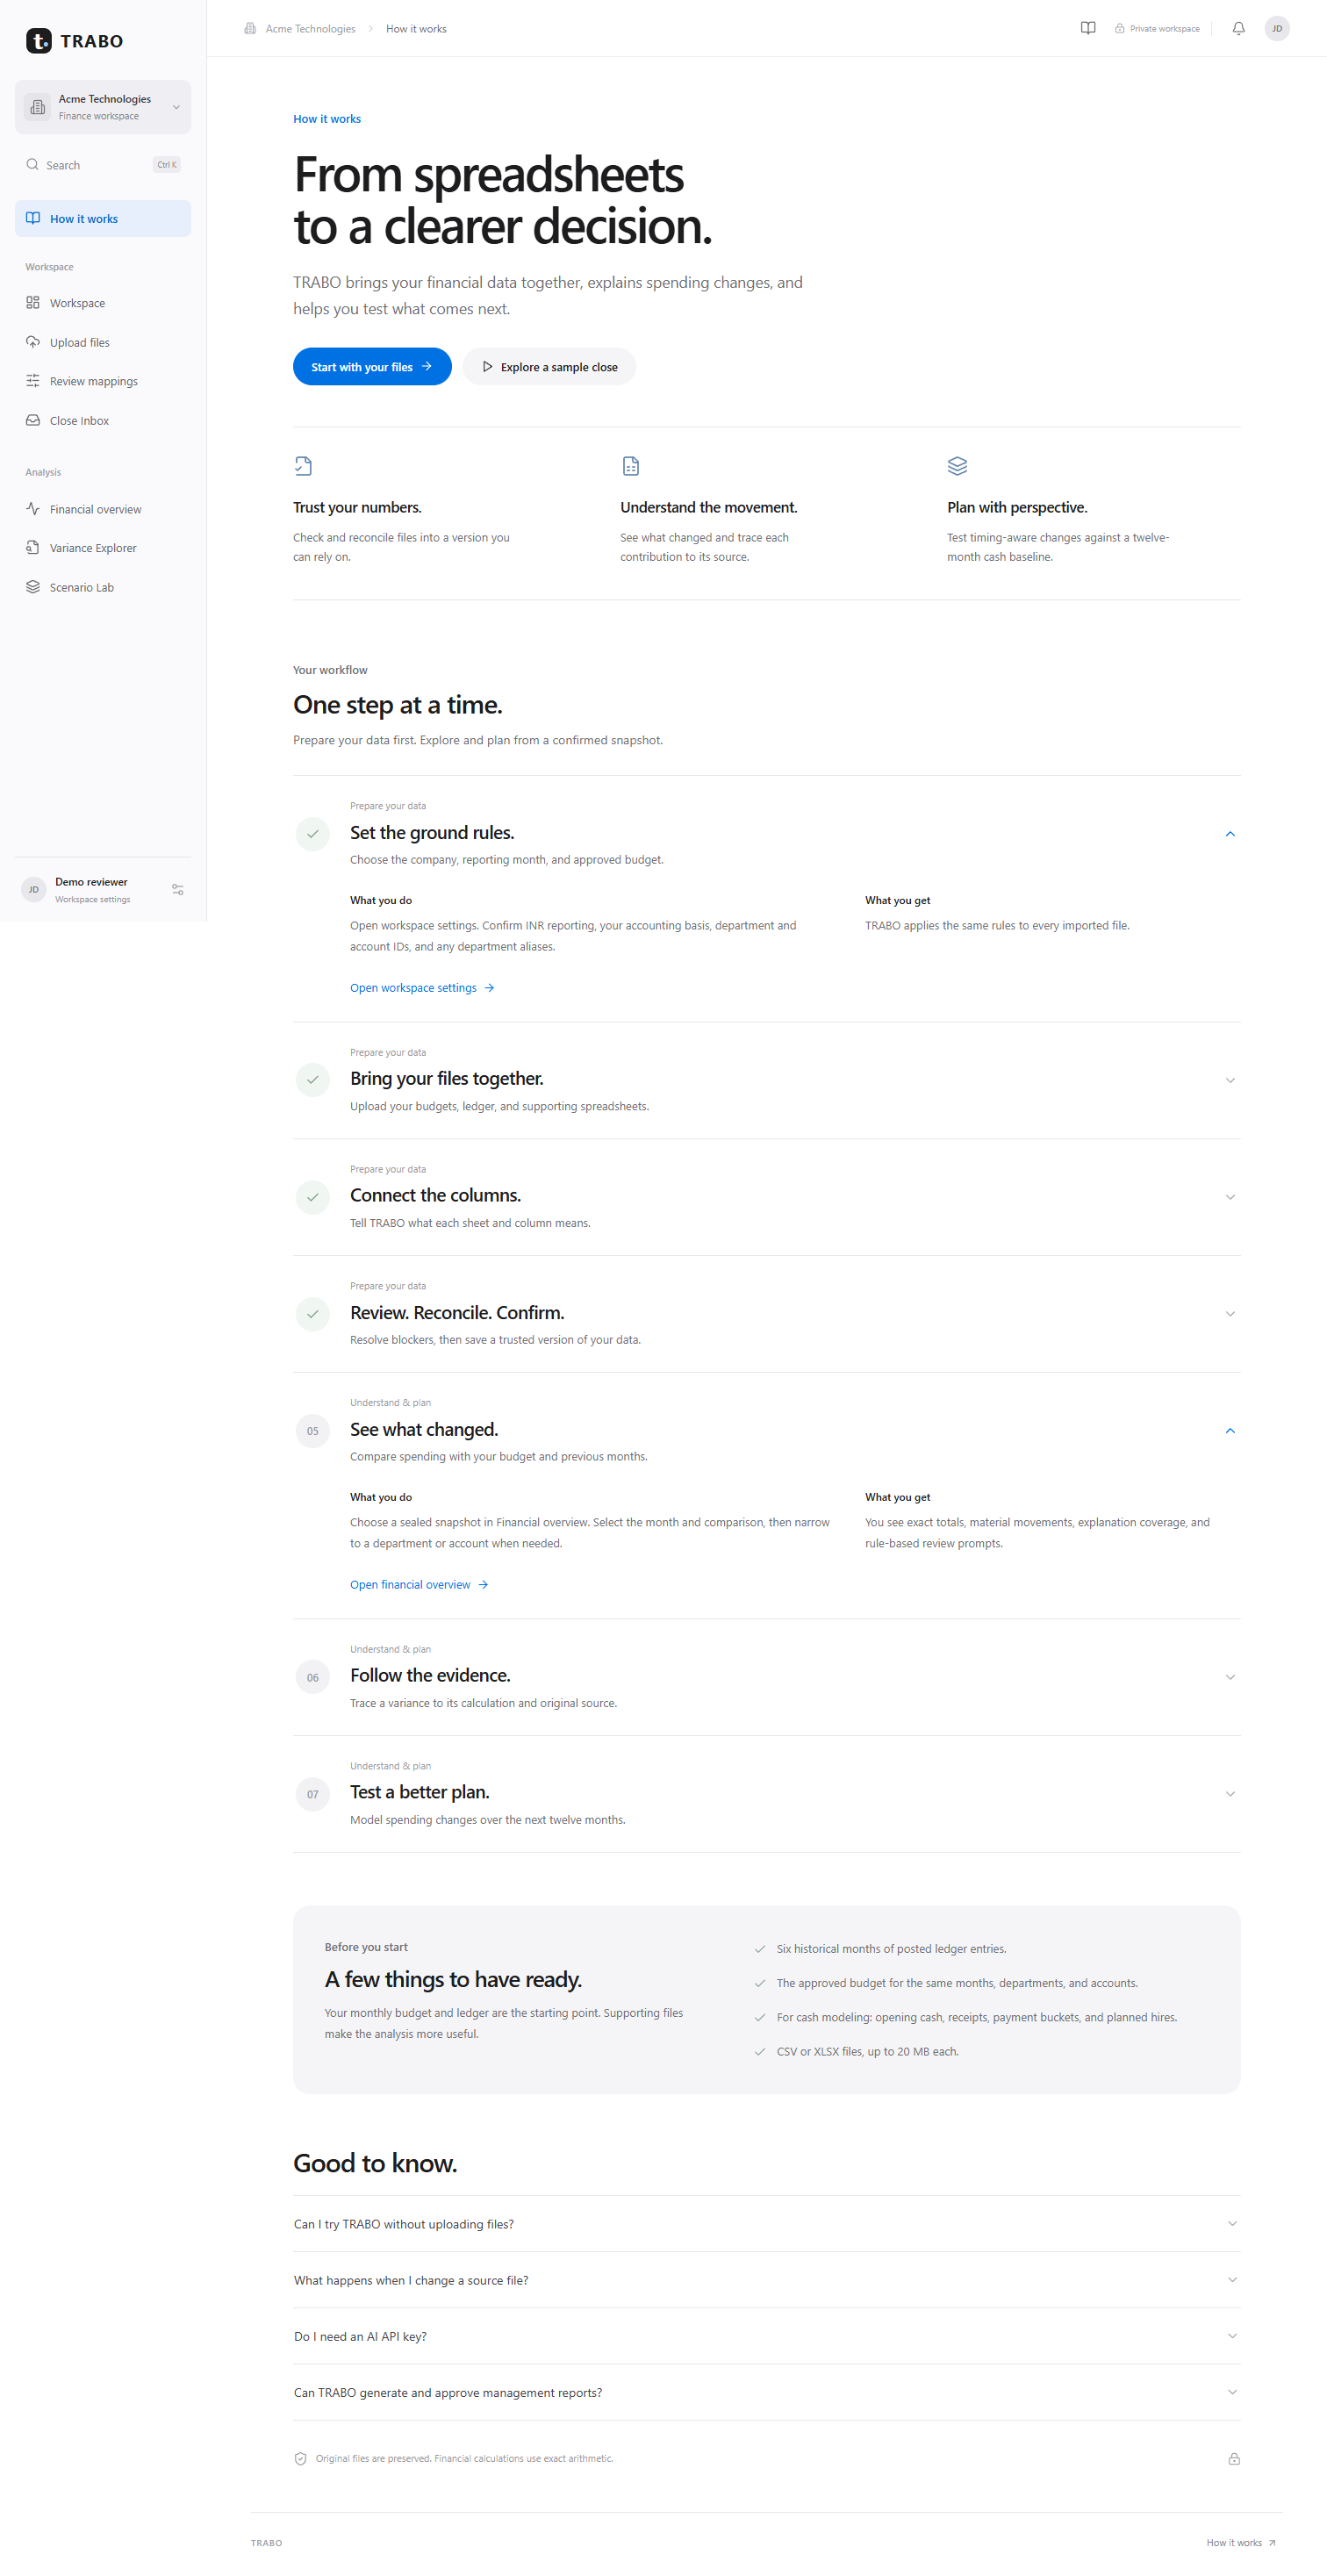 t. TRABO
Acme Technologies
Finance workspace
Search
Ctrl K
How it works
Workspace
Workspace
Upload files
Review mappings
Close Inbox
Analysis
Financial overview
Variance Explorer
Scenario Lab
JD
Demo reviewer
Workspace settings
Acme Technologies
How it works
Private workspace
JD
How it works
From spreadsheets
to a clearer decision.
TRABO brings your financial data together, explains spending changes, and
helps you test what comes next.
Start with your files
Explore a sample close
Trust your numbers.
Check and reconcile files into a version you
can rely on.
Understand the movement.
See what changed and trace each
contribution to its source.
Plan with perspective.
Test timing-aware changes against a twelve-
month cash baseline.
Your workflow
One step at a time.
Prepare your data first. Explore and plan from a confirmed snapshot.
Prepare your data
Set the ground rules.
Choose the company, reporting month, and approved budget.
What you do
Open workspace settings. Confirm INR reporting, your accounting basis, department and
account IDs, and any department aliases.
What you get
TRABO applies the same rules to every imported file.
Open workspace settings
Prepare your data
Bring your files together.
Upload your budgets, ledger, and supporting spreadsheets.
Prepare your data
Connect the columns.
Tell TRABO what each sheet and column means.
Prepare your data
Review. Reconcile. Confirm.
Resolve blockers, then save a trusted version of your data.
05
Understand & plan
See what changed.
Compare spending with your budget and previous months.
What you do
Choose a sealed snapshot in Financial overview. Select the month and comparison, then narrow
to a department or account when needed.
What you get
You see exact totals, material movements, explanation coverage, and
rule-based review prompts.
Open financial overview
06
Understand & plan
Follow the evidence.
Trace a variance to its calculation and original source.
07
Understand & plan
Test a better plan.
Model spending changes over the next twelve months.
Before you start
A few things to have ready.
Your monthly budget and ledger are the starting point. Supporting files
make the analysis more useful.
Six historical months of posted ledger entries.
The approved budget for the same months, departments, and accounts.
For cash modeling: opening cash, receipts, payment buckets, and planned hires.
CSV or XLSX files, up to 20 MB each.
Good to know.
Can I try TRABO without uploading files?
What happens when I change a source file?
Do I need an AI API key?
Can TRABO generate and approve management reports?
Original files are preserved. Financial calculations use exact arithmetic.
TRABO
How it works